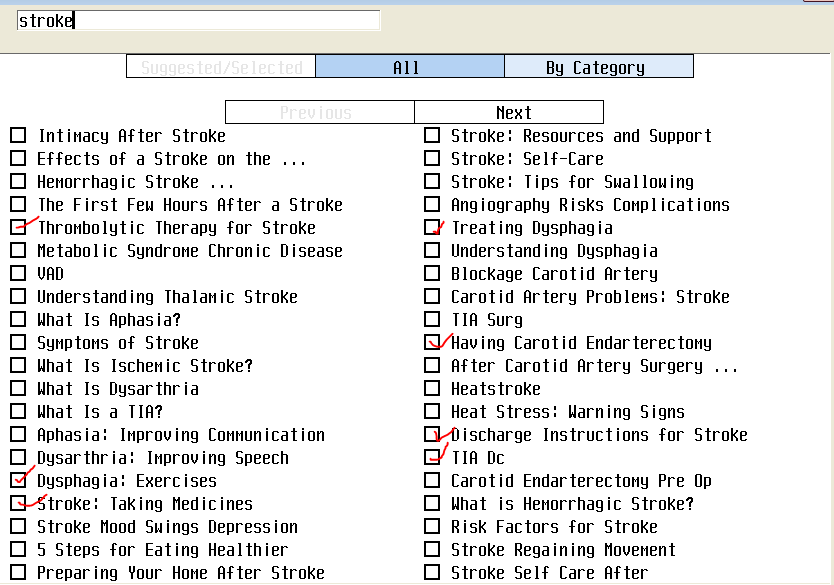 stroke
Suggested/Selected All By Category
Previous Next
Intimacy After Stroke
Effects of a Stroke on the ...
Hemorrhagic Stroke ...
The First Few Hours After a Stroke
Thrombolytic Therapy for Stroke
Metabolic Syndrome Chronic Disease
VAD
Understanding Thalamic Stroke
What Is Aphasia?
Symptoms of Stroke
What Is Ischemic Stroke?
What Is Dysarthria
What Is a TIA?
Aphasia: Improving Communication
Dysarthria: Improving Speech
Dysphagia: Exercises
Stroke: Taking Medicines
Stroke Mood Swings Depression
5 Steps for Eating Healthier
Preparing Your Home After Stroke
Stroke: Resources and Support
Stroke: Self-Care
Stroke: Tips for Swallowing
Angiography Risks Complications
Treating Dysphagia
Understanding Dysphagia
Blockage Carotid Artery
Carotid Artery Problems: Stroke
TIA Surg
Having Carotid Endarterectomy
After Carotid Artery Surgery ...
Heatstroke
Heat Stress: Warning Signs
Discharge Instructions for Stroke
TIA Dc
Carotid Endarterectomy Pre Op
What is Hemorrhagic Stroke?
Risk Factors for Stroke
Stroke Regaining Movement
Stroke Self Care After